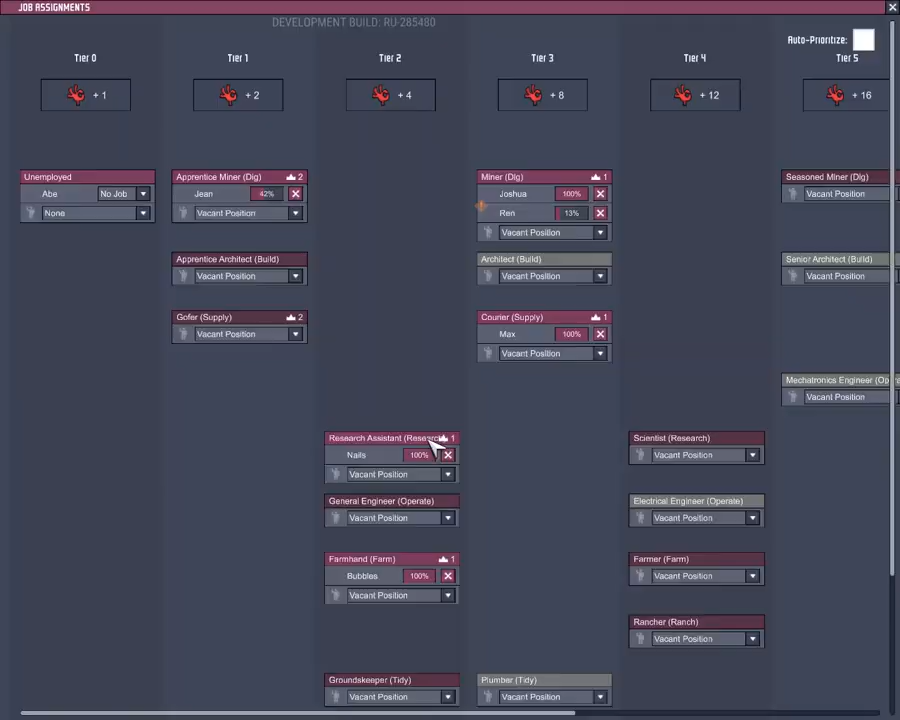 JOB ASSIGNMENTS
DEVELOPMENT BUILD: RU-285480
Auto-Prioritize:
Tier 0
Tier 1
Tier 2
Tier 3
Tier 4
Tier 5
+ 1
+ 2
+ 4
+ 8
+ 12
+ 16
Unemployed
Abe No Job
None
Apprentice Miner (Dig) 2
Jean 42%
Vacant Position
Apprentice Architect (Build)
Vacant Position
Gofer (Supply) 2
Vacant Position
Research Assistant (Research 1
Nails 100%
Vacant Position
General Engineer (Operate)
Vacant Position
Farmhand (Farm) 1
Bubbles 100%
Vacant Position
Groundskeeper (Tidy)
Vacant Position
Miner (Dig) 1
Joshua 100%
Ren 13%
Vacant Position
Architect (Build)
Vacant Position
Courier (Supply) 1
Max 100%
Vacant Position
Plumber (Tidy)
Vacant Position
Scientist (Research)
Vacant Position
Electrical Engineer (Operate)
Vacant Position
Farmer (Farm)
Vacant Position
Rancher (Ranch)
Vacant Position
Seasoned Miner (Dig)
Vacant Position
Senior Architect (Build)
Vacant Position
Mechatronics Engineer (Opera
Vacant Position